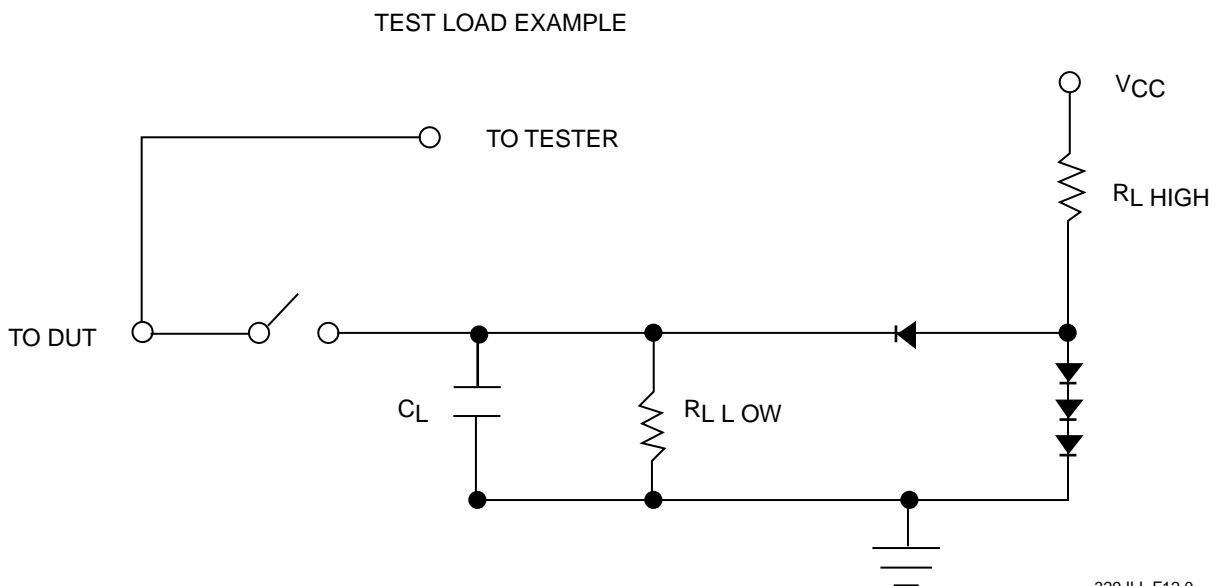 TEST LOAD EXAMPLE
VCC
TO TESTER
RL HIGH
TO DUT
CL
RL L OW